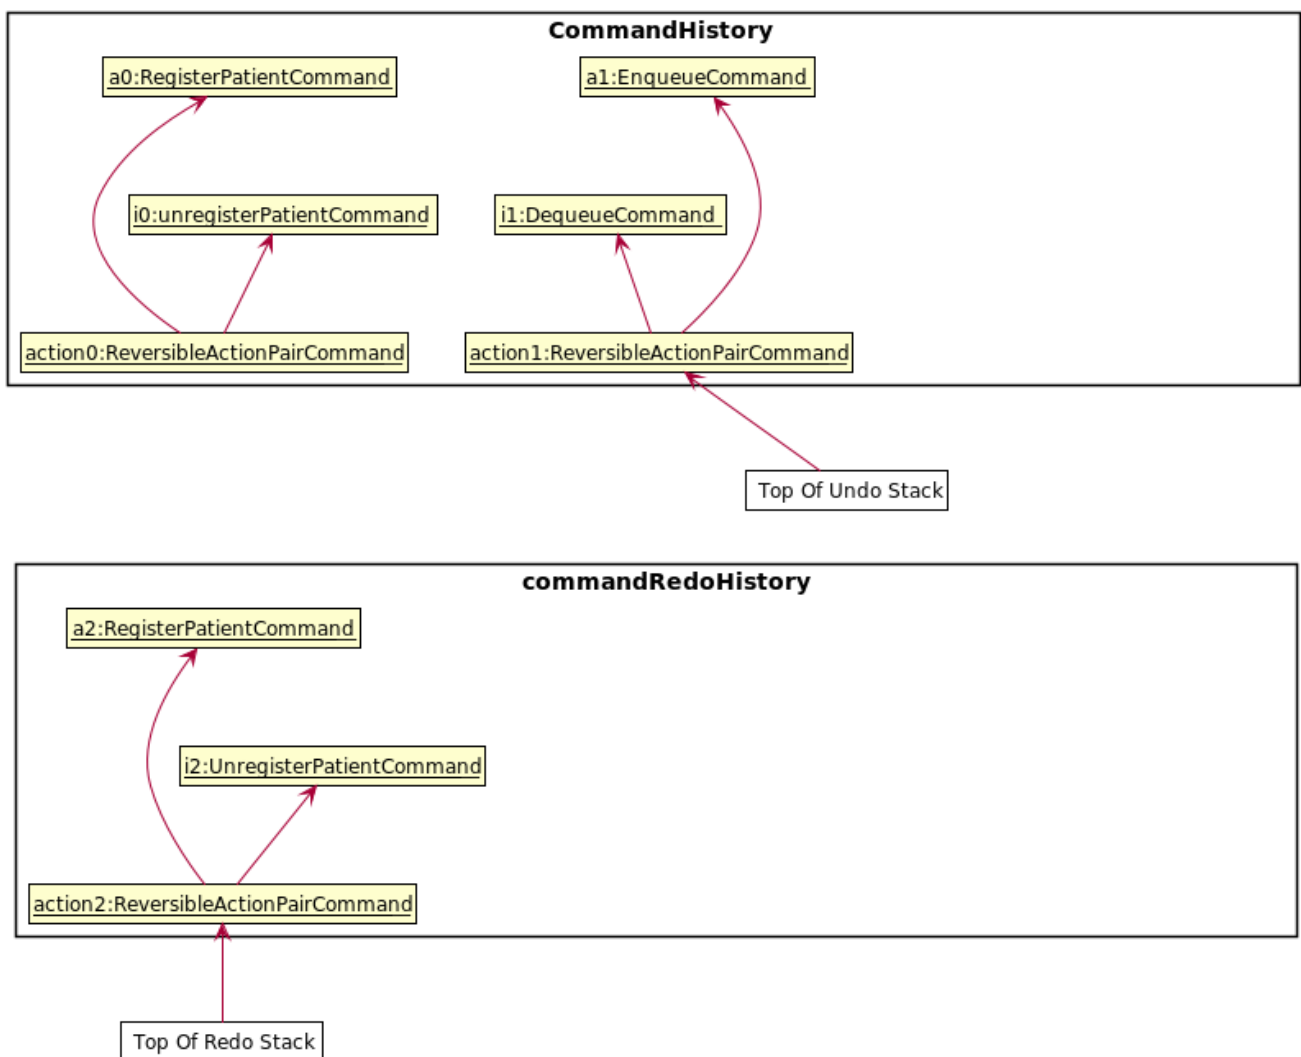 CommandHistory
a0:RegisterPatientCommand
a1:EnqueueCommand
i0:unregisterPatientCommand
i1:DequeueCommand
action0:ReversibleActionPairCommand
action1:ReversibleActionPairCommand
Top Of Undo Stack
commandRedoHistory
a2:RegisterPatientCommand
i2:UnregisterPatientCommand
action2:ReversibleActionPairCommand
Top Of Redo Stack